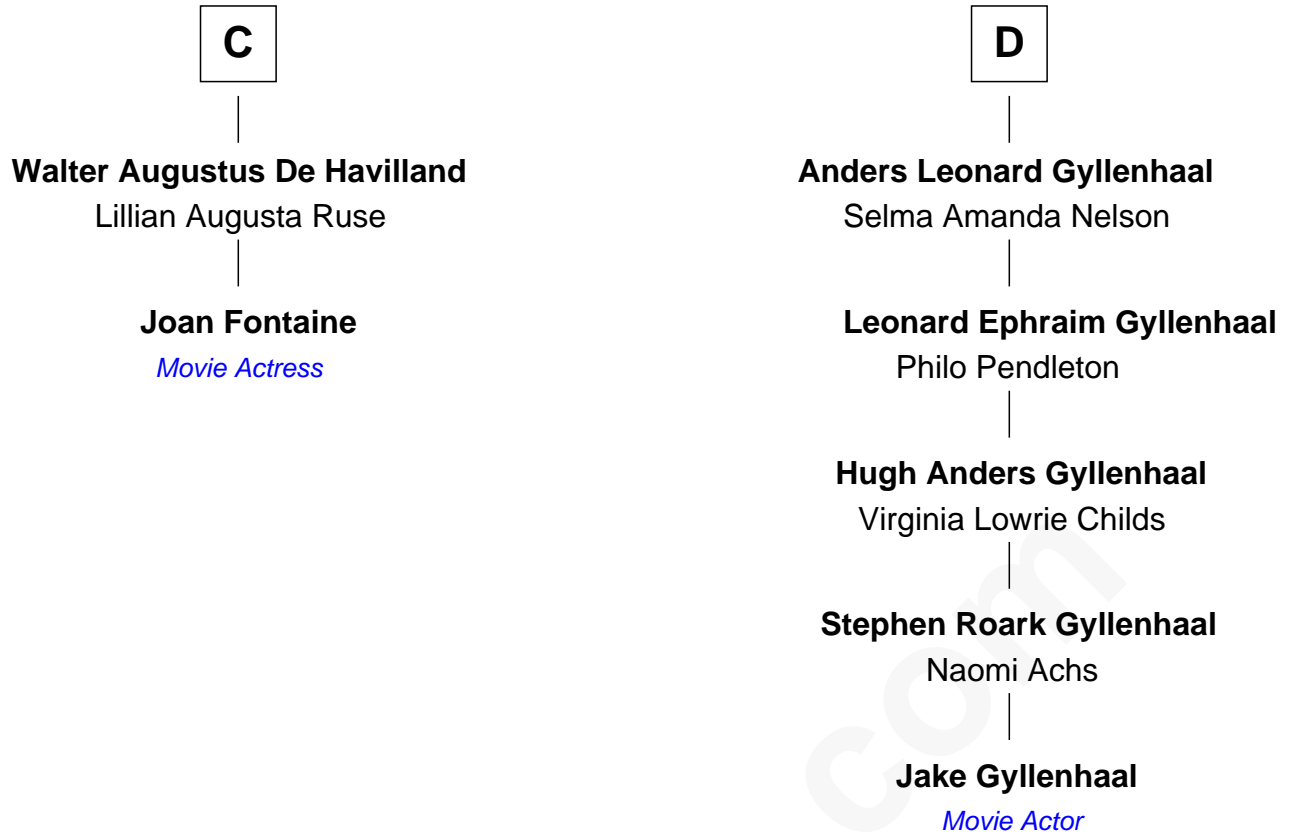 C
Walter Augustus De Havilland
Lillian Augusta Ruse
Joan Fontaine
Movie Actress
D
Anders Leonard Gyllenhaal
Selma Amanda Nelson
Leonard Ephraim Gyllenhaal
Philo Pendleton
Hugh Anders Gyllenhaal
Virginia Lowrie Childs
Stephen Roark Gyllenhaal
Naomi Achs
Jake Gyllenhaal
Movie Actor
com